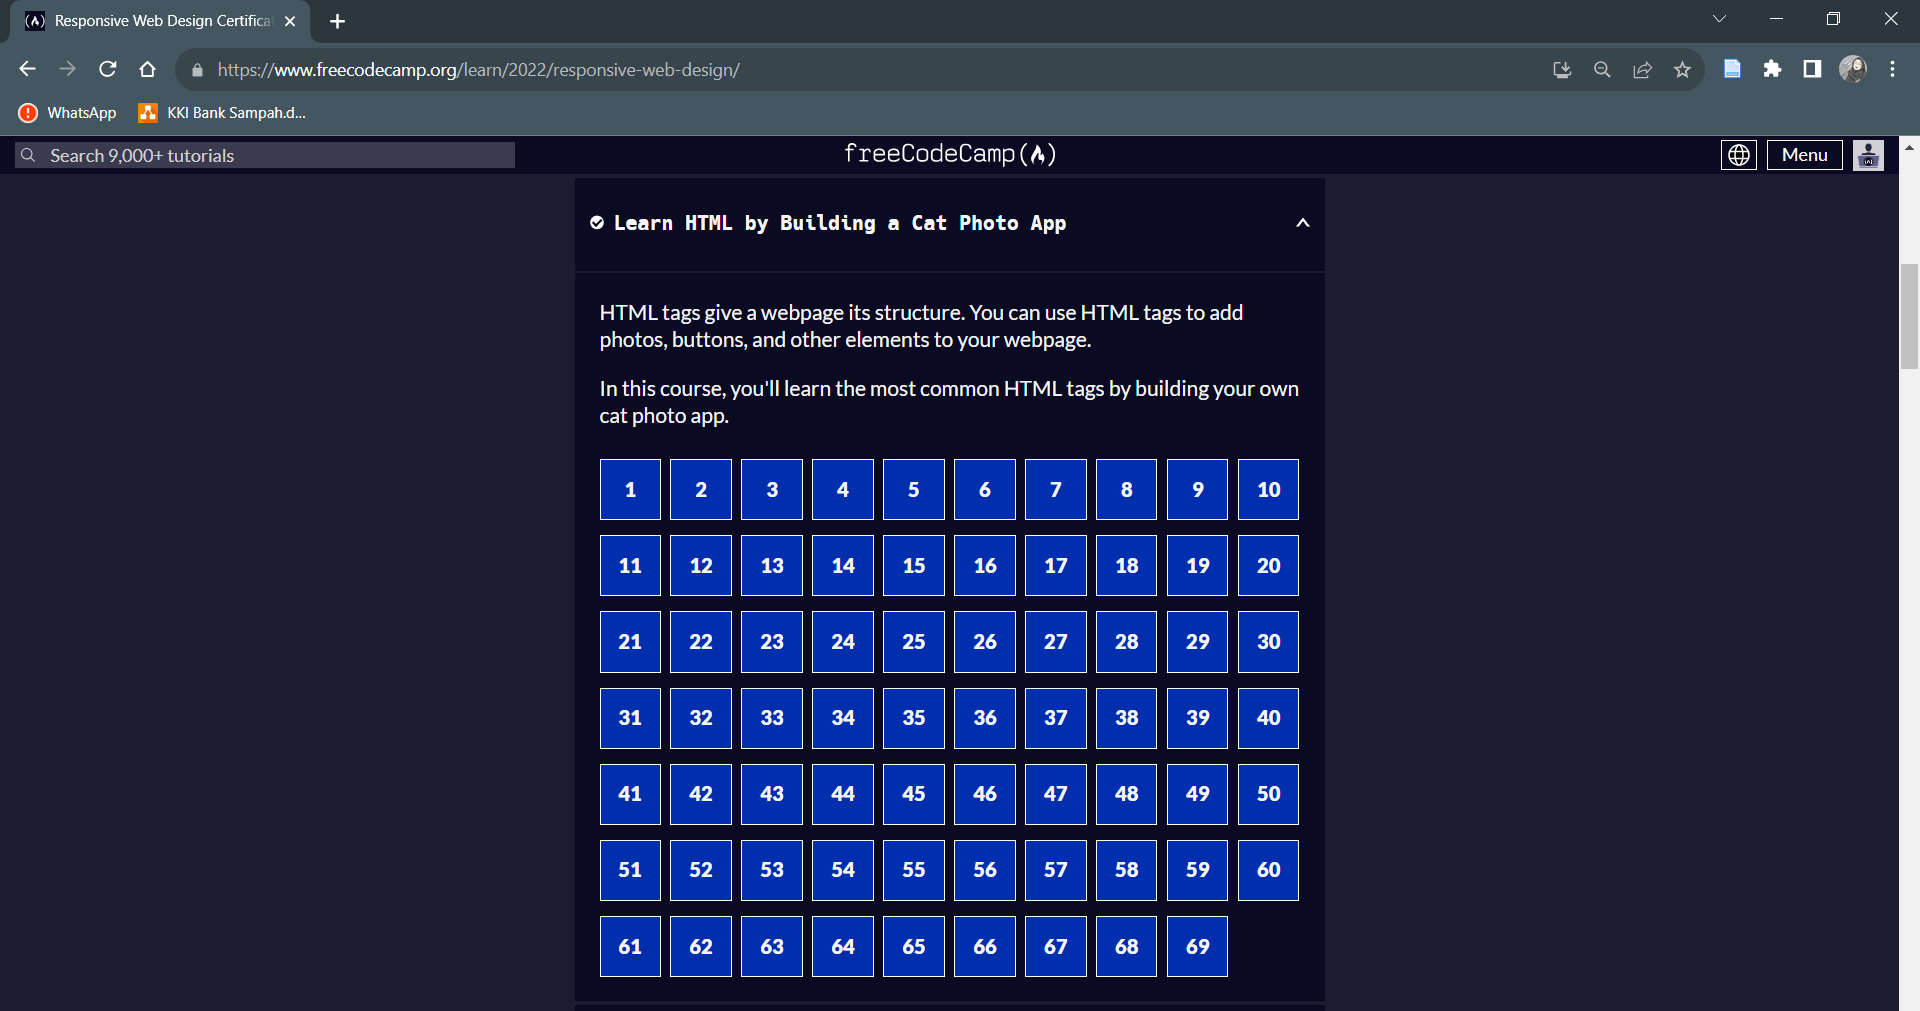 Responsive Web Design Certifica
https://www.freecodecamp.org/learn/2022/responsive-web-design/
WhatsApp KKI Bank Sampah.d...
Search 9,000+ tutorials freeCodeCamp(🔥) Menu
Learn HTML by Building a Cat Photo App
HTML tags give a webpage its structure. You can use HTML tags to add
photos, buttons, and other elements to your webpage.
In this course, you'll learn the most common HTML tags by building your own
cat photo app.
1 2 3 4 5 6 7 8 9 10
11 12 13 14 15 16 17 18 19 20
21 22 23 24 25 26 27 28 29 30
31 32 33 34 35 36 37 38 39 40
41 42 43 44 45 46 47 48 49 50
51 52 53 54 55 56 57 58 59 60
61 62 63 64 65 66 67 68 69